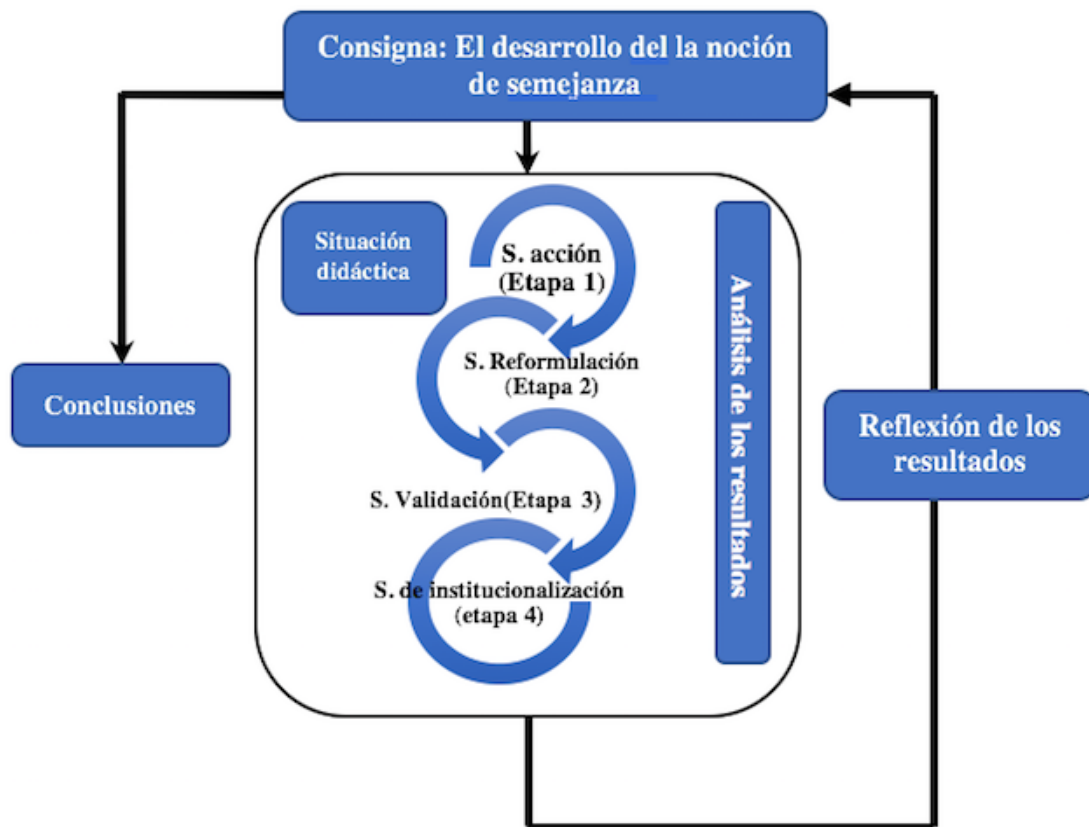 Consigna: El desarrollo del la noción
de semejanza
Situación
didáctica
S. acción
(Etapa 1)
S. Reformulación
(Etapa 2)
S. Validación(Etapa 3)
S. de institucionalización
(etapa 4)
Análisis de los resultados
Conclusiones
Reflexión de los
resultados